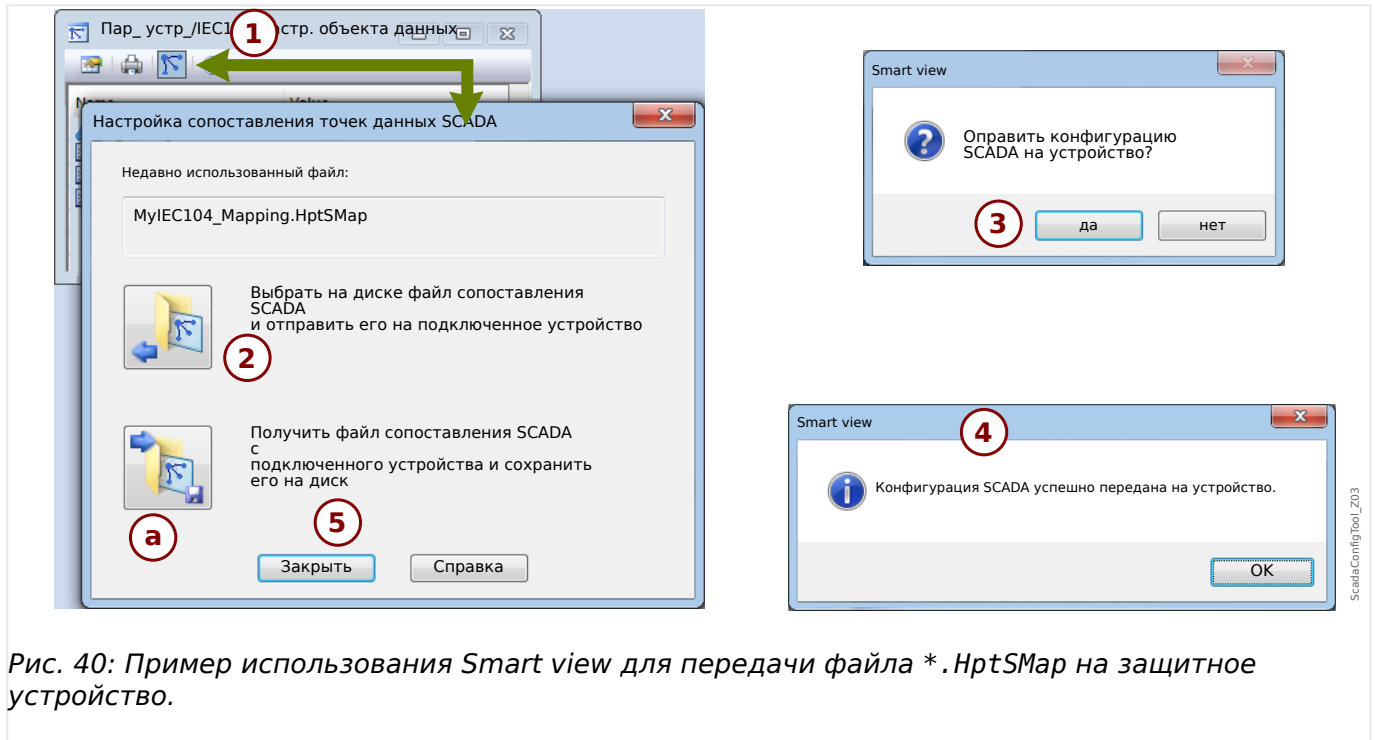 Пар_ устр_/IEC1 стр. объекта данных
1
Настройка сопоставления точек данных SCADA
Недавно использованный файл:
MyIEC104_Mapping.HptSMap
Выбрать на диске файл сопоставления
SCADA
и отправить его на подключенное устройство
2
Получить файл сопоставления SCADA
с
подключенного устройства и сохранить
его на диск
a
5
Закрыть
Справка
Smart view
Оправить конфигурацию
SCADA на устройство?
3
да
нет
Smart view
4
Конфигурация SCADA успешно передана на устройство.
OK
ScadaConfigTool_Z03
Рис. 40: Пример использования Smart view для передачи файла *.HptSMap на защитное
устройство.